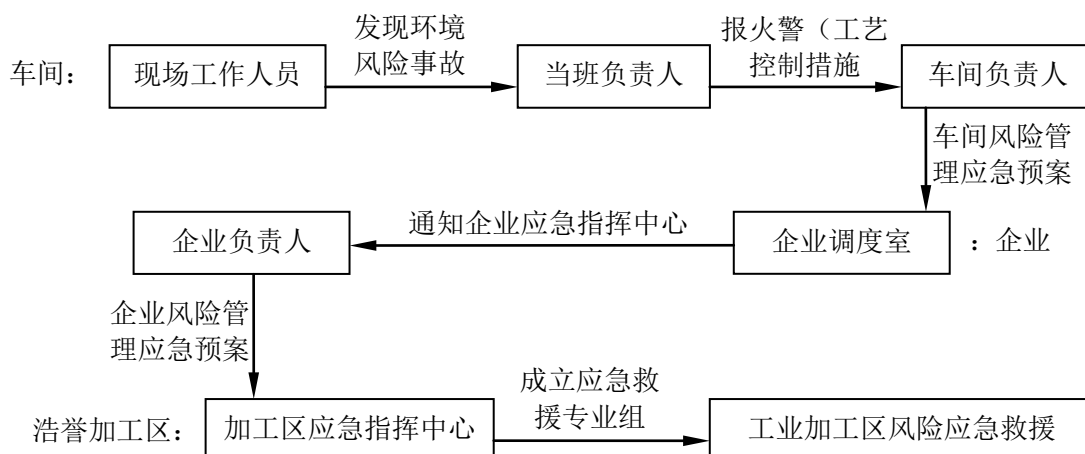 发现环境
风险事故
报火警（工艺
控制措施
车间：
现场工作人员
当班负责人
车间负责人
车间风险管
理应急预案
通知企业应急指挥中心
企业负责人
企业调度室
：企业
企业风险管
理应急预案
成立应急救
援专业组
浩誉加工区：
加工区应急指挥中心
工业加工区风险应急救援